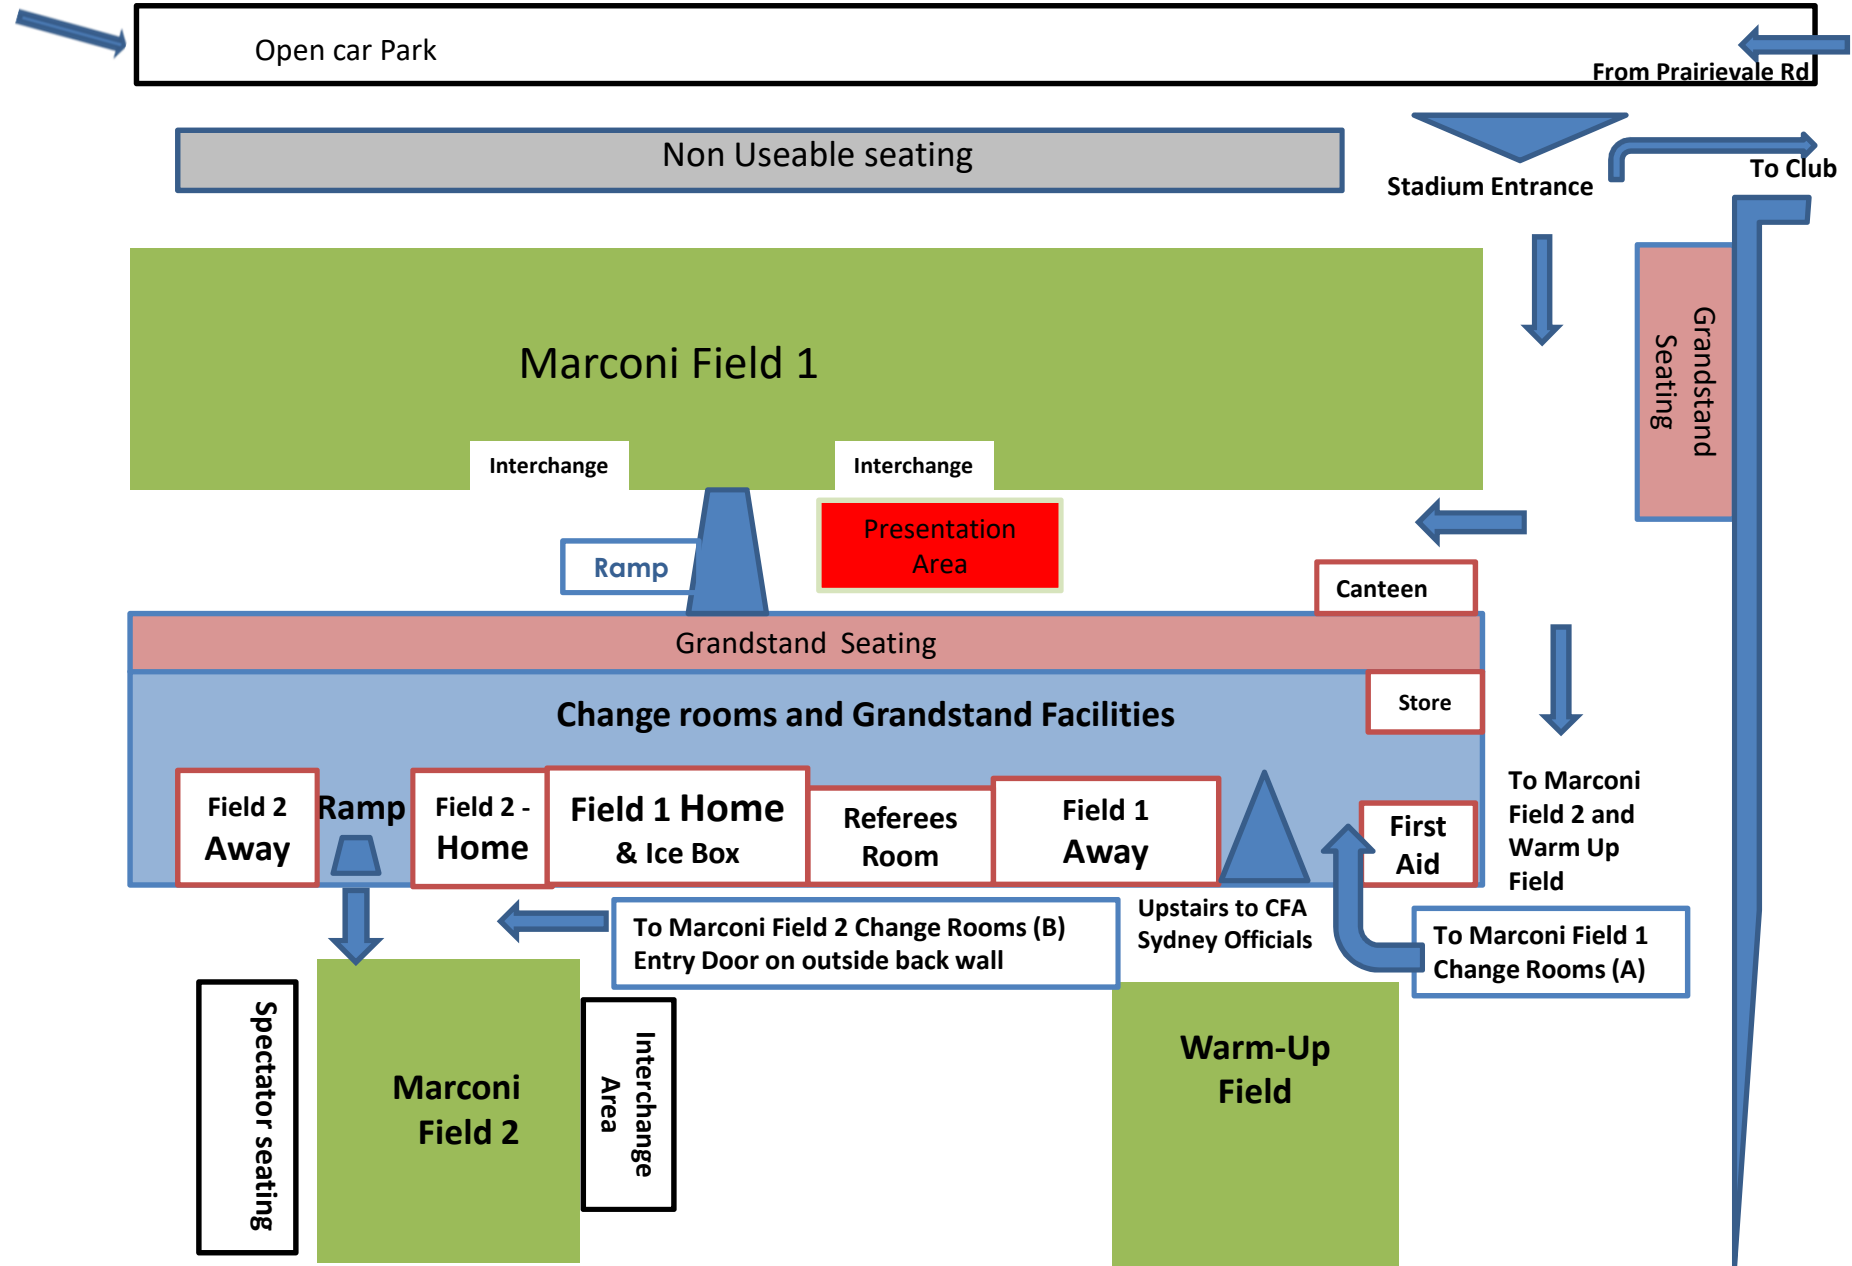 Open car Park
From Prairievale Rd
Non Useable seating
Stadium Entrance
To Club
Marconi Field 1
Grandstand
Seating
Interchange
Interchange
Presentation
Area
Ramp
Canteen
Grandstand  Seating
Change rooms and Grandstand Facilities
Store
Field 2
Away
Ramp
Field 2 -
Home
Field 1 Home
& Ice Box
Referees
Room
Field 1
Away
First
Aid
To Marconi
Field 2 and
Warm Up
Field
To Marconi Field 2 Change Rooms (B)
Entry Door on outside back wall
Upstairs to CFA
Sydney Officials
To Marconi Field 1
Change Rooms (A)
Spectator seating
Marconi
Field 2
Interchange
Area
Warm-Up
Field